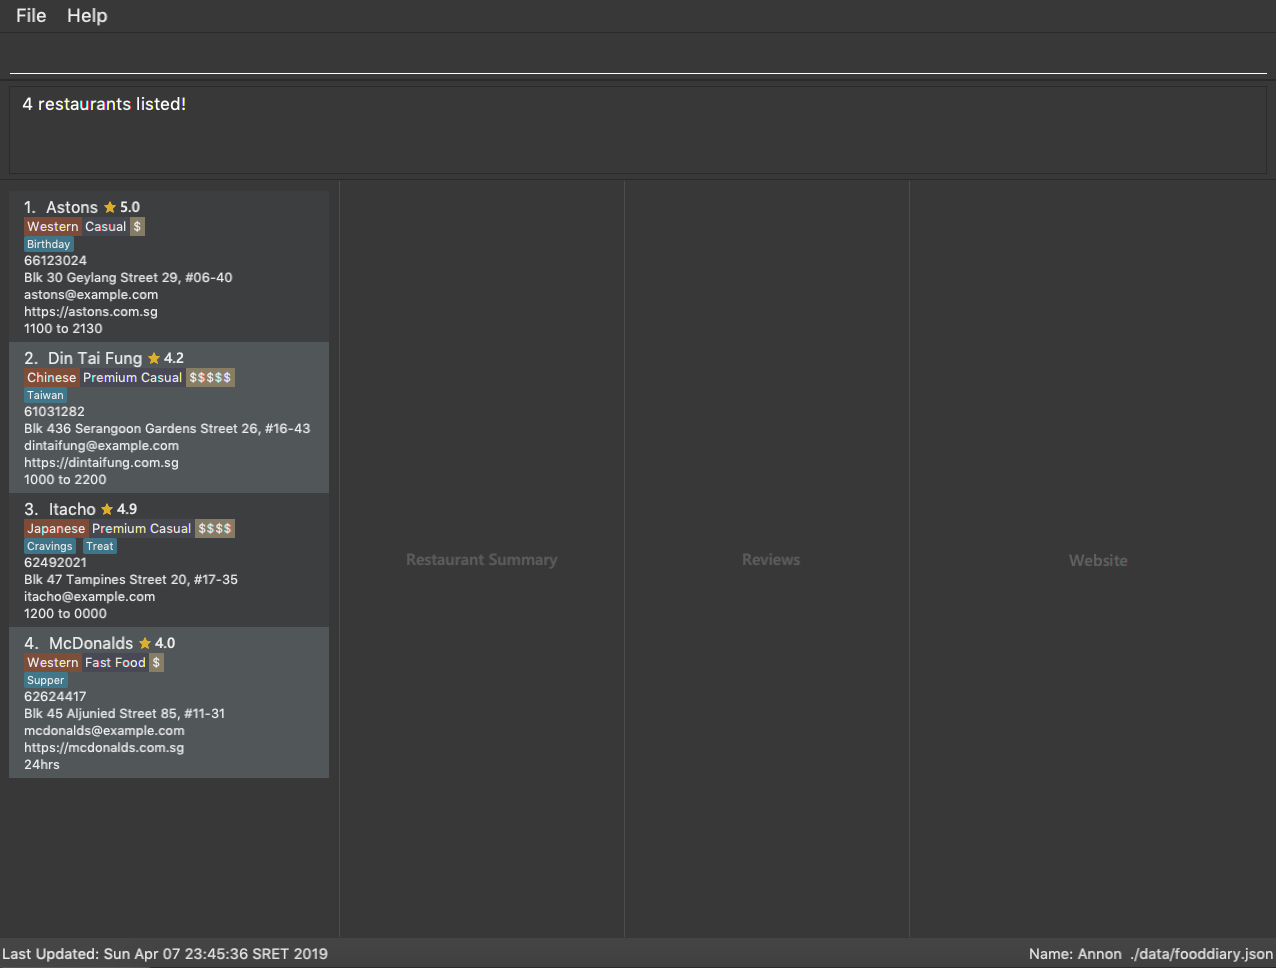 File Help
4 restaurants listed!
1. Astons 5.0
Western Casual $
Birthday
66123024
Blk 30 Geylang Street 29, #06-40
astons@example.com
https://astons.com.sg
1100 to 2130
2. Din Tai Fung 4.2
Chinese Premium Casual $$$$$
Taiwan
61031282
Blk 436 Serangoon Gardens Street 26, #16-43
dintaifung@example.com
https://dintaifung.com.sg
1000 to 2200
3. Itacho 4.9
Japanese Premium Casual $$$$
Cravings Treat
62492021
Blk 47 Tampines Street 20, #17-35
itacho@example.com
1200 to 0000
4. McDonalds 4.0
Western Fast Food $
Supper
62624417
Blk 45 Aljunied Street 85, #11-31
mcdonalds@example.com
https://mcdonalds.com.sg
24hrs
Restaurant Summary
Reviews
Website
Last Updated: Sun Apr 07 23:45:36 SRET 2019
Name: Annon ./data/fooddiary.json